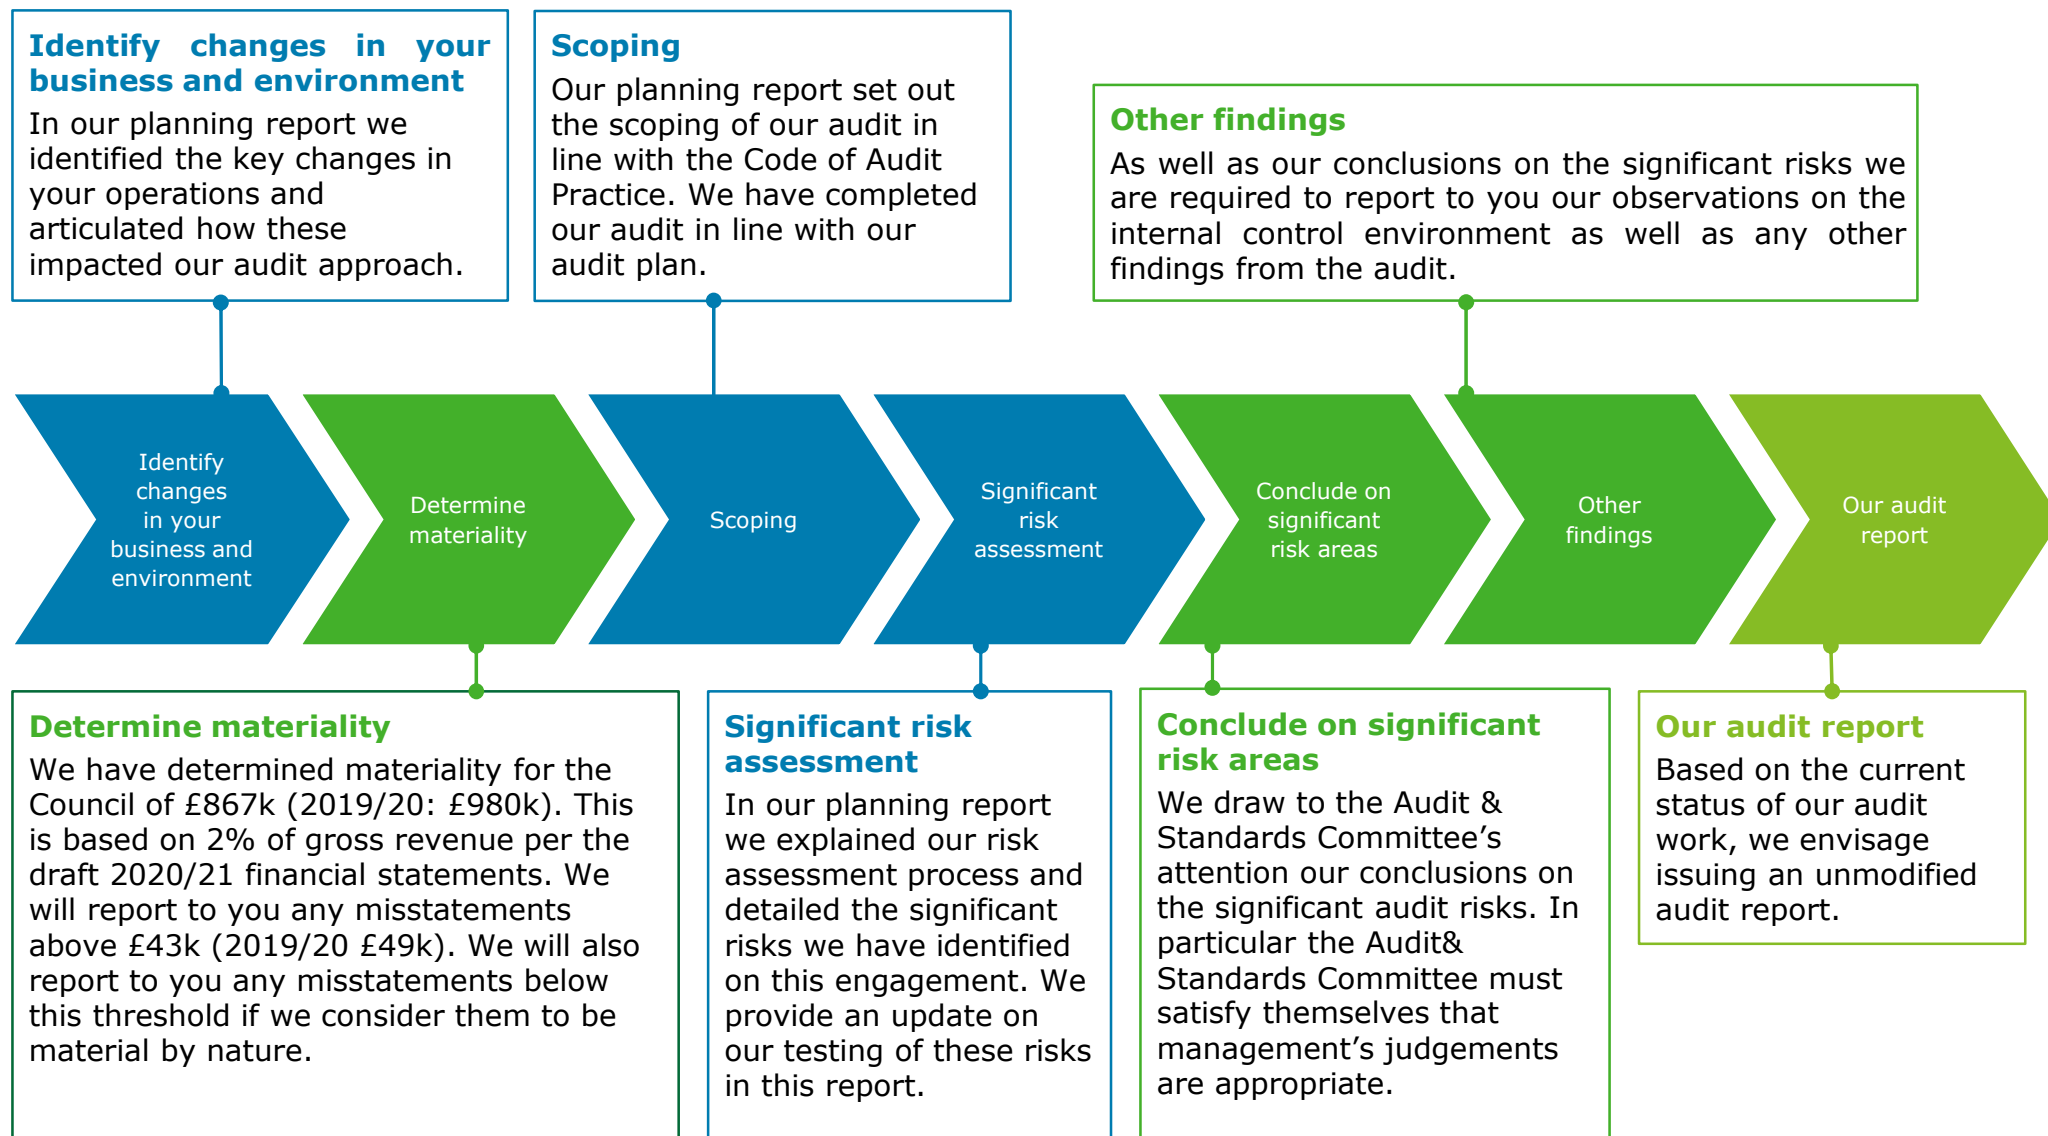 Identify changes in your
business and environment
In our planning report we
identified the key changes in
your operations and
articulated how these
impacted our audit approach.
Scoping
Our planning report set out
the scoping of our audit in
line with the Code of Audit
Practice. We have completed
our audit in line with our
audit plan.
Other findings
As well as our conclusions on the significant risks we
are required to report to you our observations on the
internal control environment as well as any other
findings from the audit.
Identify
changes
in your
business and
environment
Determine
materiality
Scoping
Significant
risk
assessment
Conclude on
significant
risk areas
Other
findings
Our audit
report
Determine materiality
We have determined materiality for the
Council of £867k (2019/20: £980k). This
is based on 2% of gross revenue per the
draft 2020/21 financial statements. We
will report to you any misstatements
above £43k (2019/20 £49k). We will also
report to you any misstatements below
this threshold if we consider them to be
material by nature.
Significant risk
assessment
In our planning report
we explained our risk
assessment process and
detailed the significant
risks we have identified
on this engagement. We
provide an update on
our testing of these risks
in this report.
Conclude on significant
risk areas
We draw to the Audit &
Standards Committee’s
attention our conclusions on
the significant audit risks. In
particular the Audit&
Standards Committee must
satisfy themselves that
management’s judgements
are appropriate.
Our audit report
Based on the current
status of our audit
work, we envisage
issuing an unmodified
audit report.